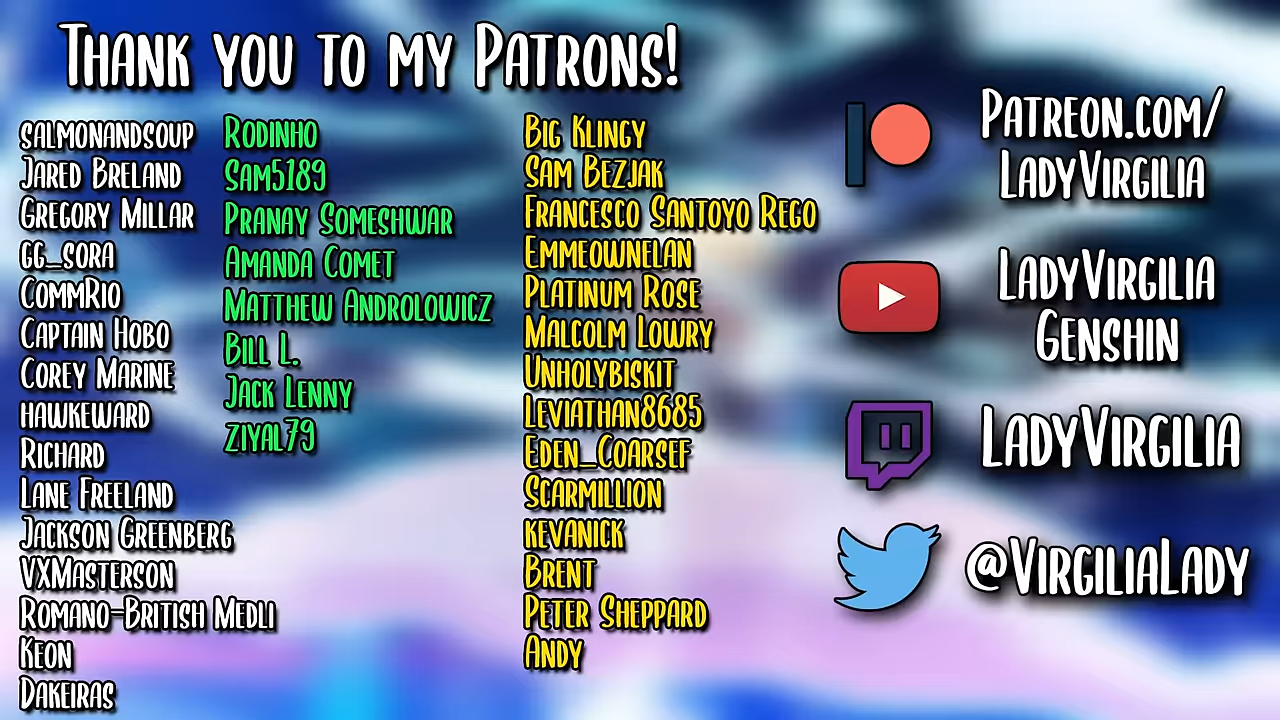 Thank you to my Patrons!
salmonandsoup
Jared Breland
Gregory Millar
gg_sora
CommRio
Captain Hobo
Corey Marine
hawkeward
Richard
Lane Freeland
Jackson Greenberg
VXMasterson
Romano-British Medli
Keon
Dakeiras
Rodinho
Sam5189
Pranay Someshwar
Amanda Comet
Matthew Androlowicz
Bill L.
Jack Lenny
ziyal79
Big Klingy
Sam Bezjak
Francesco Santoyo Rego
Emmeownelan
Platinum Rose
Malcolm Lowry
Unholybiskit
Leviathan8685
Eden_Coarsef
Scarmillion
kevanick
Brent
Peter Sheppard
Andy
Patreon.com/
LadyVirgilia
LadyVirgilia
Genshin
LadyVirgilia
@VirgiliaLady